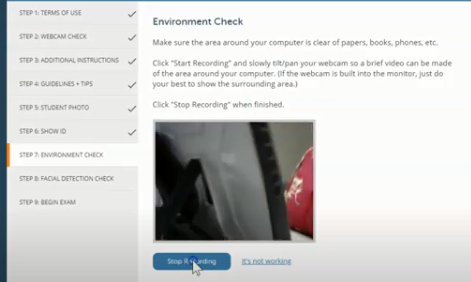 STEP 1: TERMS OF USE
STEP 2: WEBCAM CHECK
STEP 3: ADDITIONAL INSTRUCTIONS
STEP 4: GUIDELINES + TIPS
STEP 5: STUDENT PHOTO
STEP 6: SHOW ID
STEP 7: ENVIRONMENT CHECK
STEP 8: FACIAL DETECTION CHECK
STEP 9: BEGIN EXAM
Environment Check
Make sure the area around your computer is clear of papers, books, phones, etc.
Click "Start Recording" and slowly tilt/pan your webcam so a brief video can be made
of the area around your computer. (If the webcam is built into the monitor, just do
your best to show the surrounding area.)
Click "Stop Recording" when finished.
Stop Recording
It's not working